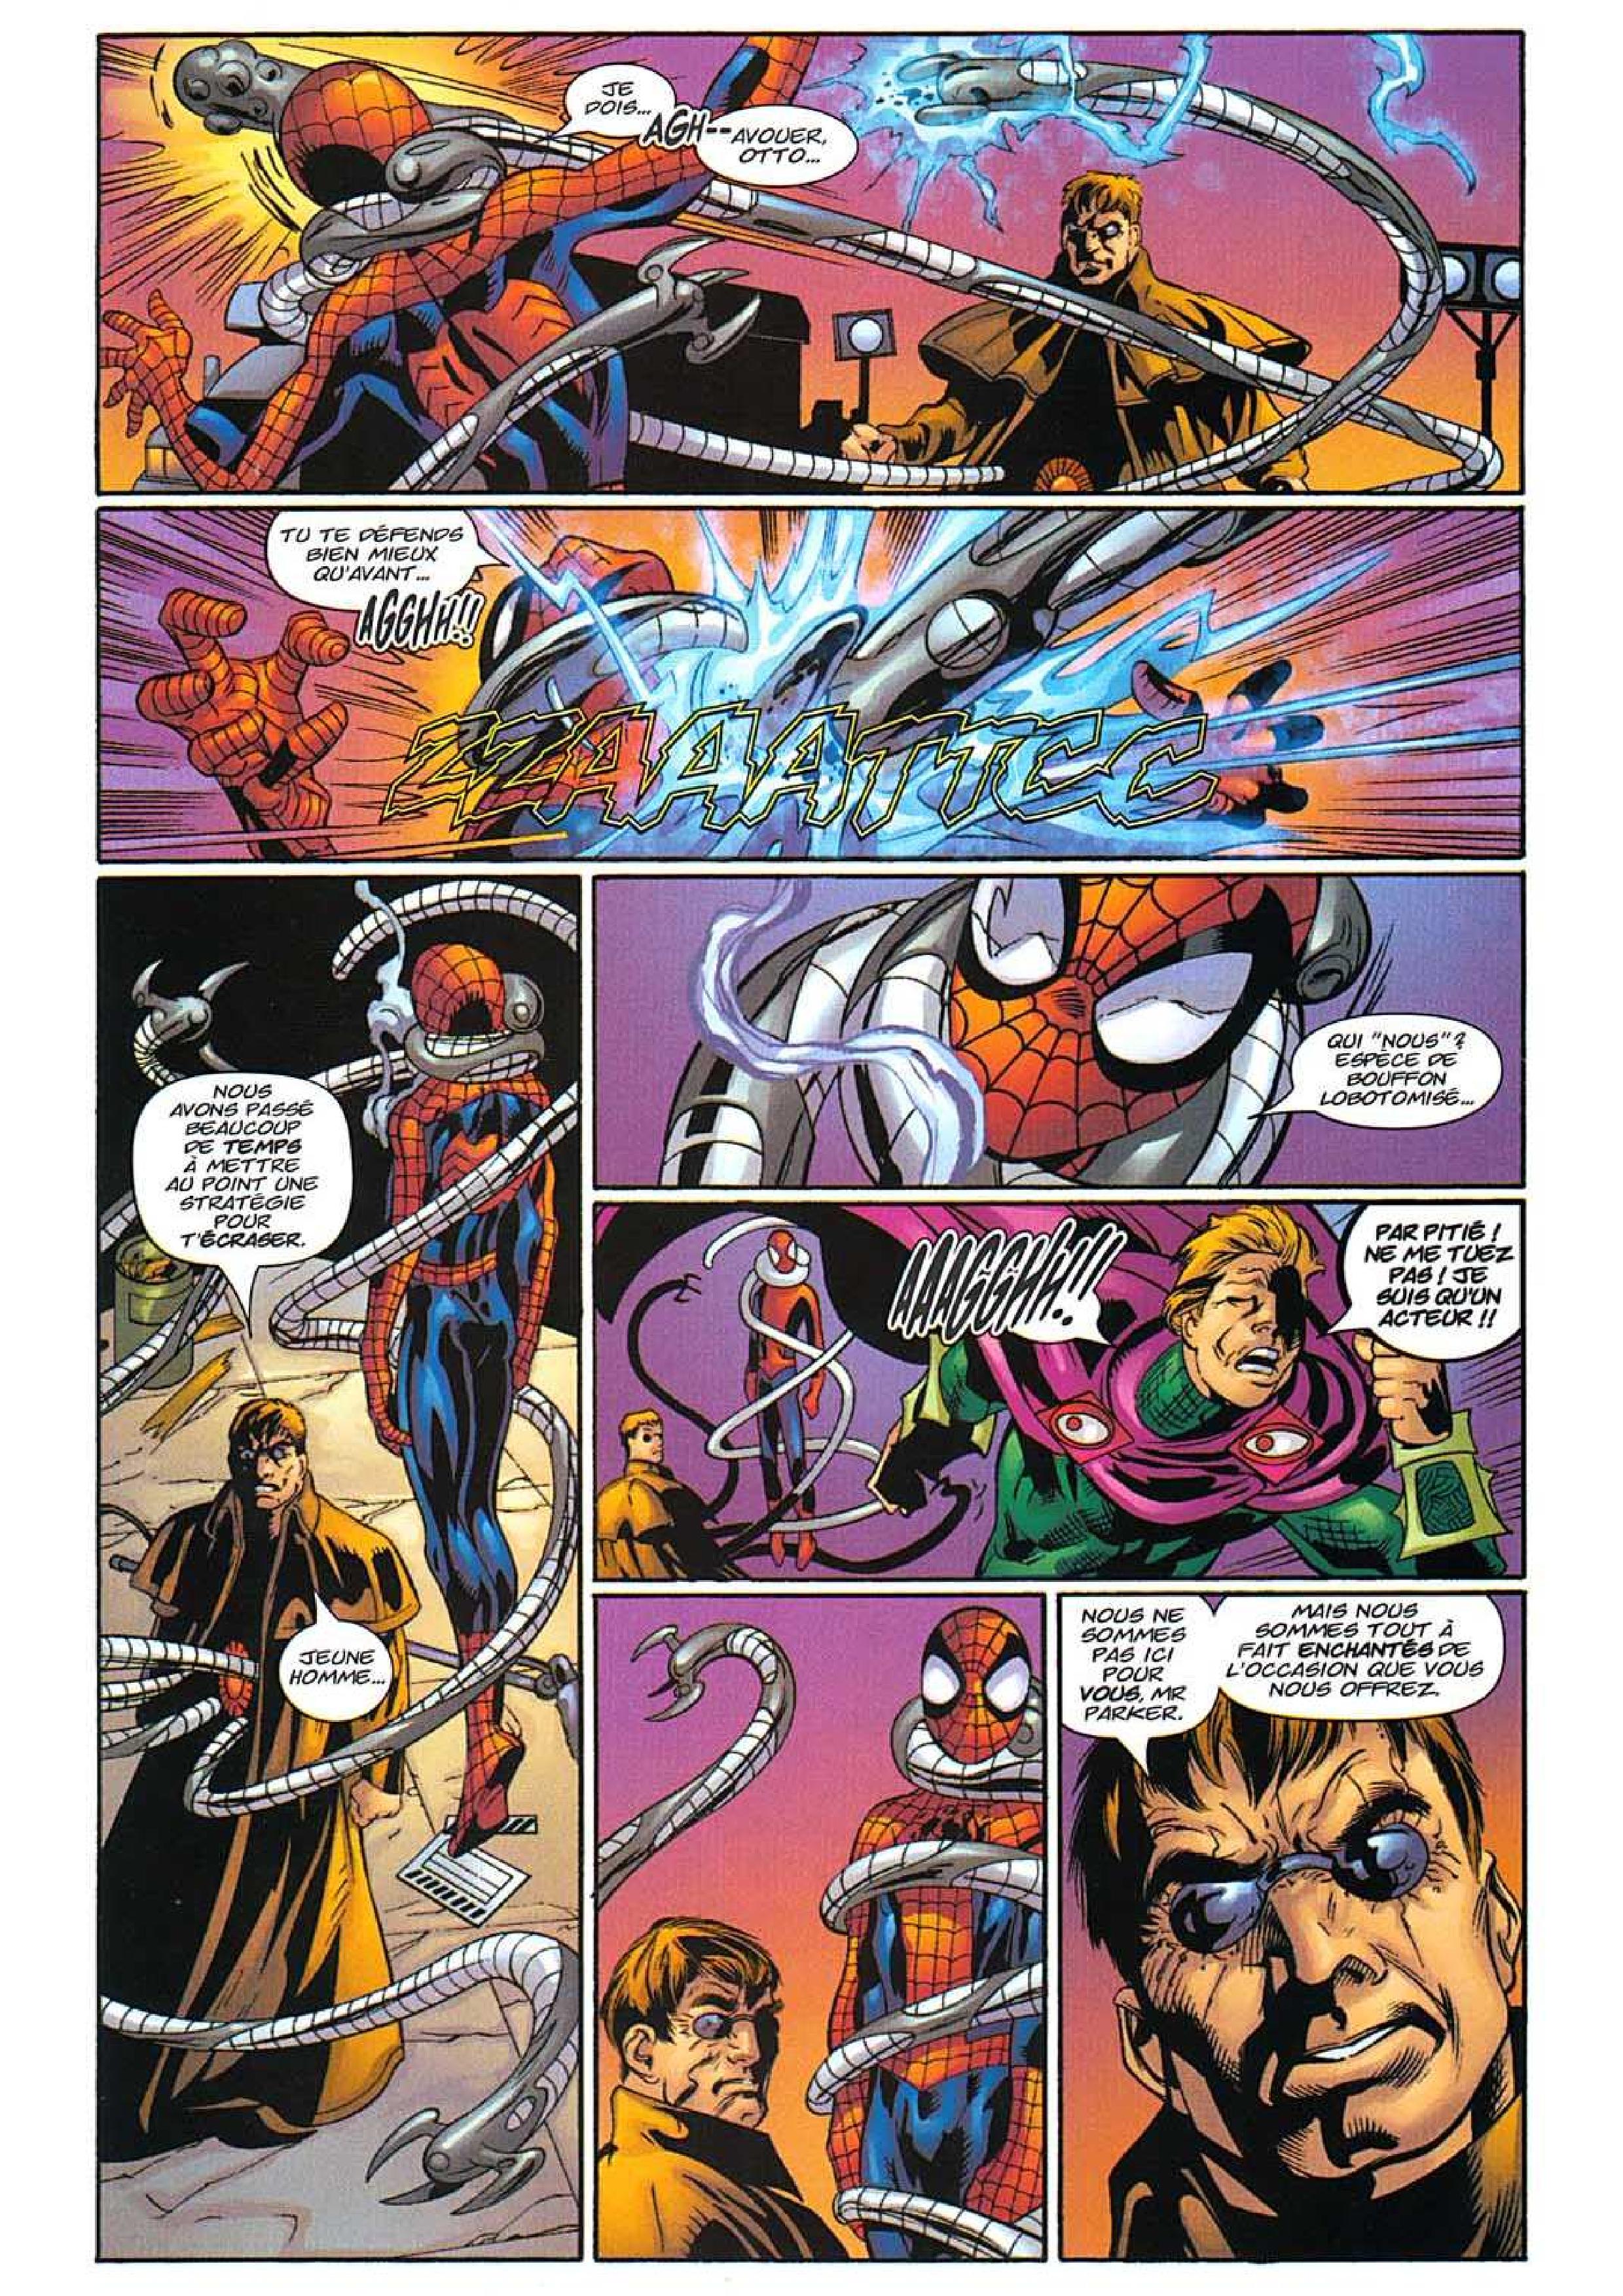 JE
DOIS...
AGH--AVOUER,
OTTO...
TU TE DÉFENDS
BIEN MIEUX
QU'AVANT...
AGGHH!!
ZZAAATTCC
NOUS
AVONS PASSÉ
BEAUCOUP
DE TEMPS
À METTRE
AU POINT UNE
STRATÉGIE
POUR
T'ÉCRASER.
JEUNE
HOMME...
QUI "NOUS"?
ESPÈCE DE
BOUFFON
LOBOTOMISÉ...
AAAGGHH!!
PAR PITIÉ !
NE ME TUEZ
PAS ! JE
SUIS QU'UN
ACTEUR !!
NOUS NE
SOMMES
PAS ICI
POUR
VOUS, MR
PARKER.
MAIS NOUS
SOMMES TOUT À
FAIT ENCHANTÉS DE
L'OCCASION QUE VOUS
NOUS OFFREZ.